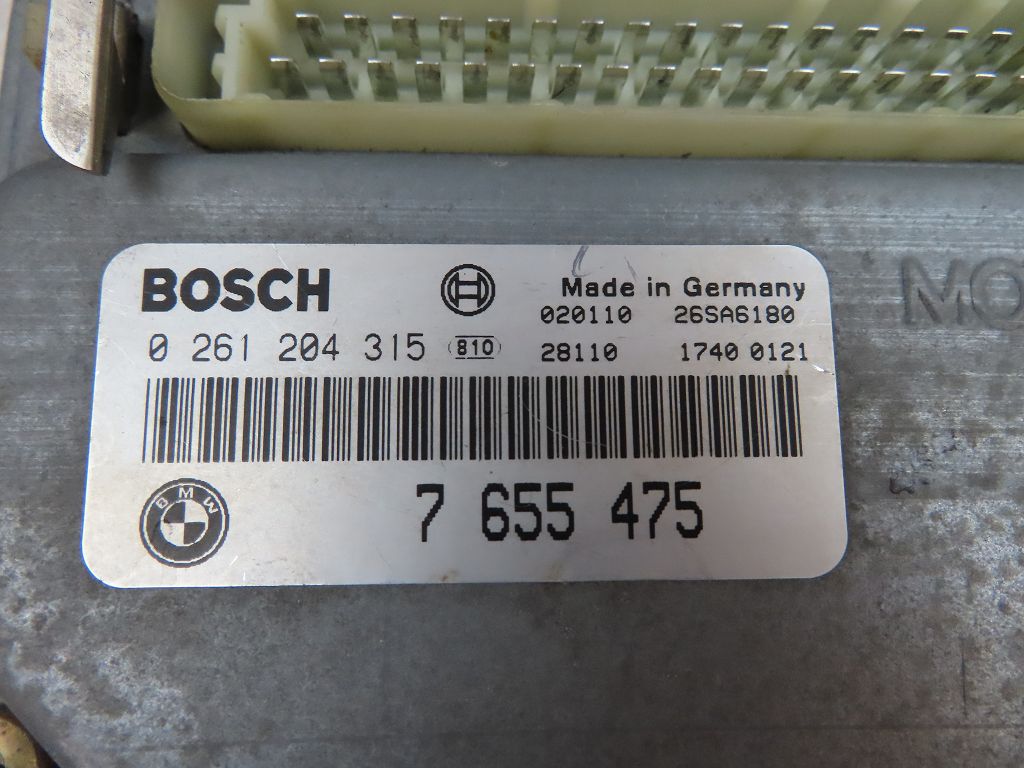 BOSCH
Made in Germany
020110 26SA6180
0 261 204 315 810
28110 1740 0121
BMW
7 655 475
MO